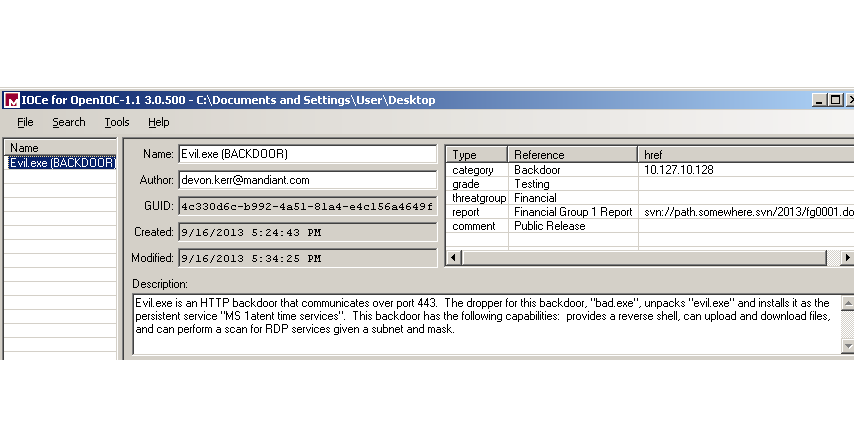 IOCe for OpenIOC-1.1 3.0.500 - C:\Documents and Settings\User\Desktop
File Search Tools Help
Name
Evil.exe (BACKDOOR)
Name: Evil.exe (BACKDOOR)
Author: devon.kerr@mandiant.com
GUID: 4c330d6c-b992-4a51-81a4-e4c156a4649f
Created: 9/16/2013 5:24:43 PM
Modified: 9/16/2013 5:34:25 PM
Type Reference href
category Backdoor 10.127.10.128
grade Testing
threatgroup Financial
report Financial Group 1 Report svn://path.somewhere.svn/2013/fg0001.do
comment Public Release
Description:
Evil.exe is an HTTP backdoor that communicates over port 443. The dropper for this backdoor, "bad.exe", unpacks "evil.exe" and installs it as the
persistent service "MS 1atent time services". This backdoor has the following capabilities: provides a reverse shell, can upload and download files,
and can perform a scan for RDP services given a subnet and mask.